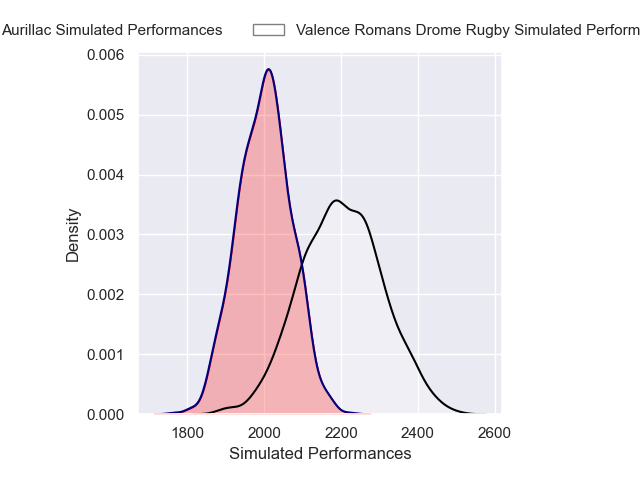 Aurillac Simulated Performances
Valence Romans Drome Rugby Simulated Perform
0.006
0.005
0.004
0.003
0.002
0.001
0.000
Density
1800 2000 2200 2400 2600
Simulated Performances